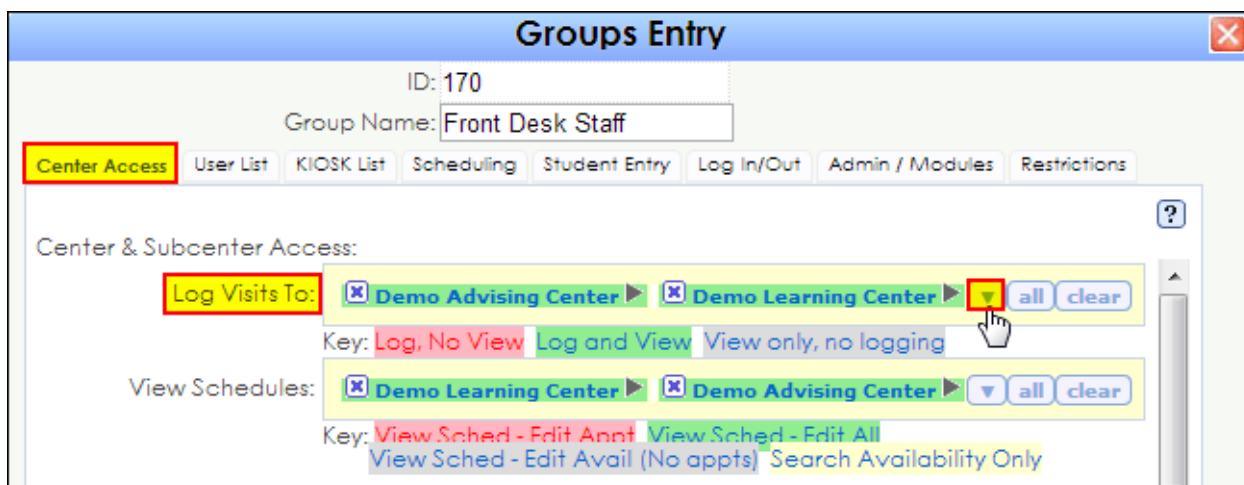 Groups Entry
ID: 170
Group Name: Front Desk Staff
Center Access User List KIOSK List Scheduling Student Entry Log In/Out Admin / Modules Restrictions
?
Center & Subcenter Access:
Log Visits To: Demo Advising Center Demo Learning Center all clear
Key: Log, No View Log and View View only, no logging
View Schedules: Demo Learning Center Demo Advising Center all clear
Key: View Sched - Edit Appt View Sched - Edit All
View Sched - Edit Avail (No appts) Search Availability Only